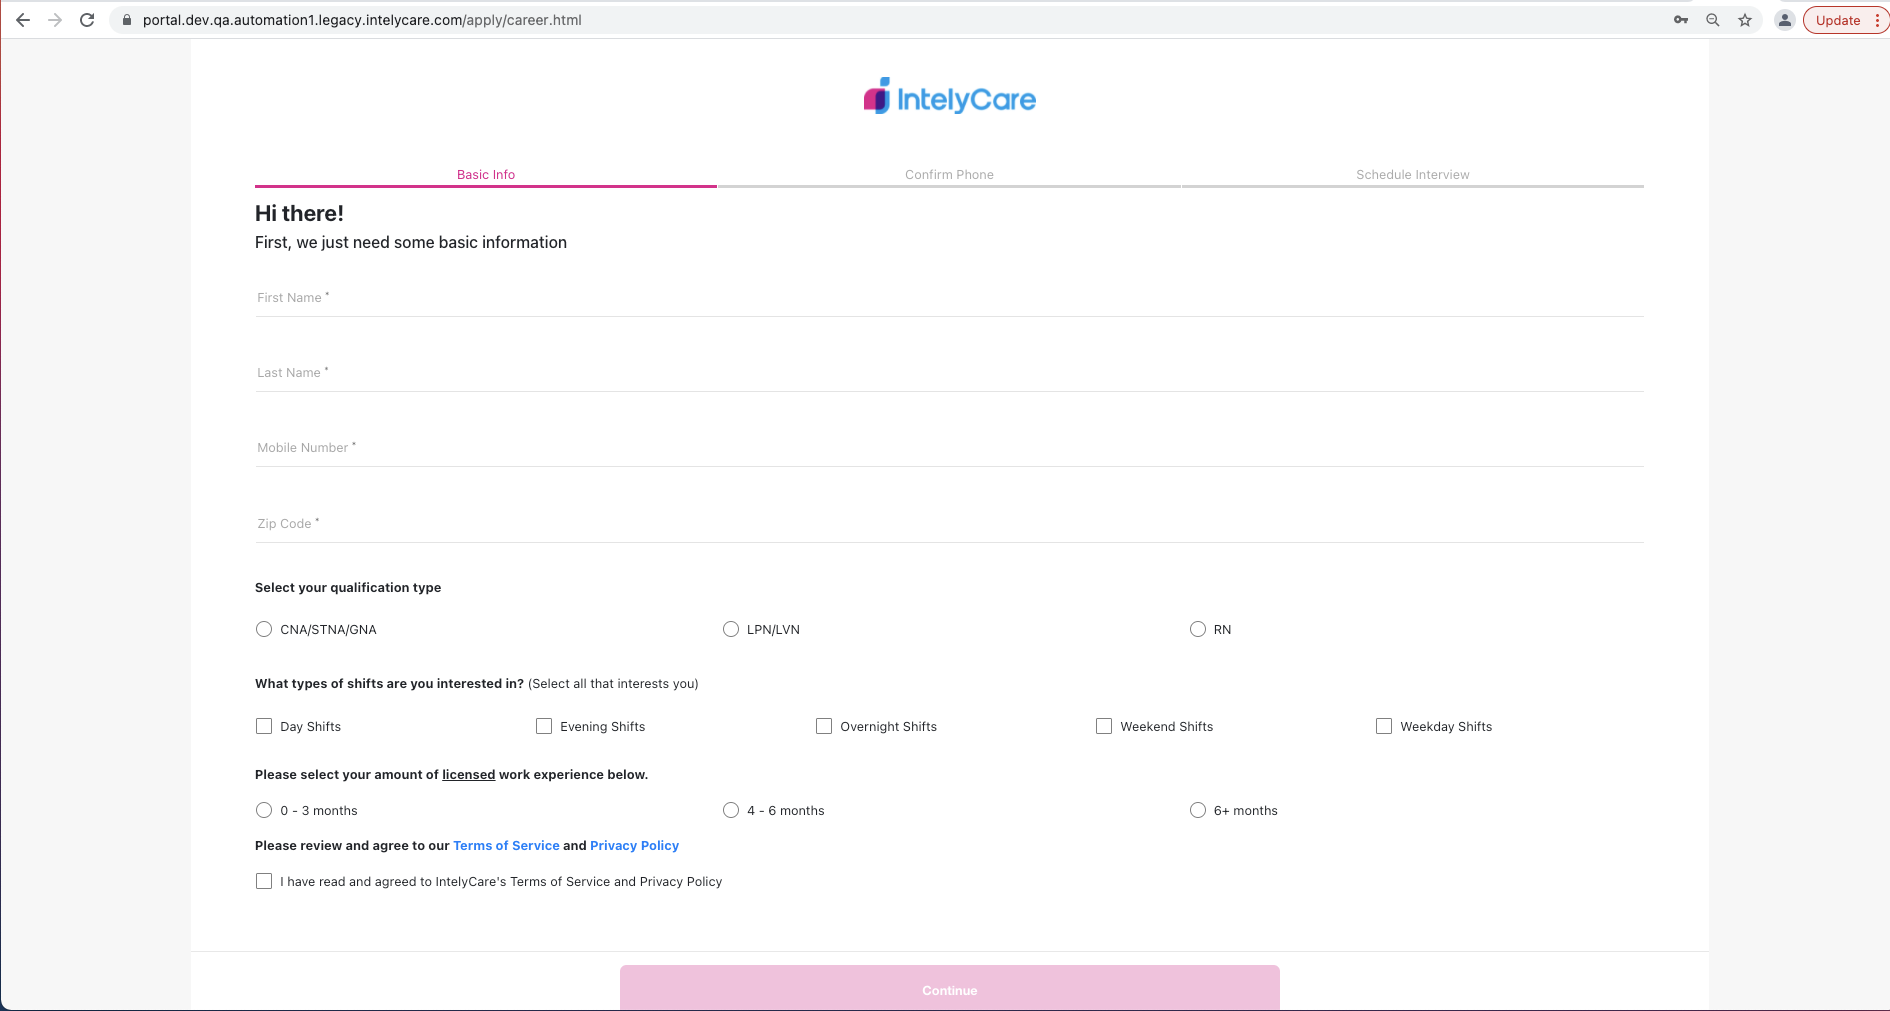 portal.dev.qa.automation1.legacy.intelycare.com/apply/career.html
Update
IntelyCare
Basic Info Confirm Phone Schedule Interview
Hi there!
First, we just need some basic information
First Name *
Last Name *
Mobile Number *
Zip Code *
Select your qualification type
CNA/STNA/GNA LPN/LVN RN
What types of shifts are you interested in? (Select all that interests you)
Day Shifts Evening Shifts Overnight Shifts Weekend Shifts Weekday Shifts
Please select your amount of licensed work experience below.
0 - 3 months 4 - 6 months 6+ months
Please review and agree to our Terms of Service and Privacy Policy
I have read and agreed to IntelyCare's Terms of Service and Privacy Policy
Continue